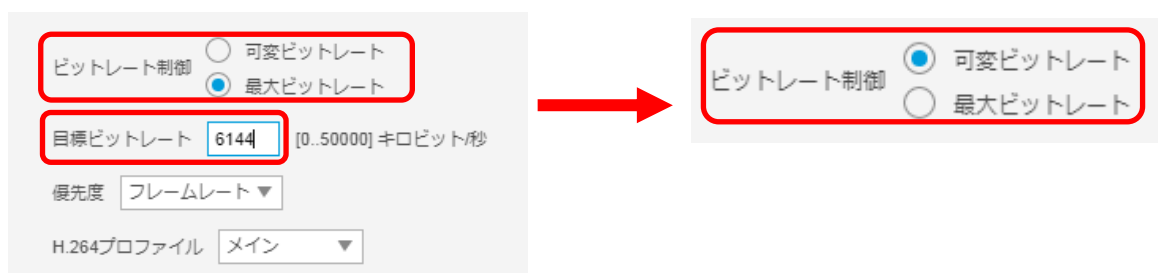 ビットレート制御
可変ビットレート
最大ビットレート
目標ビットレート 6144 [0..50000] キロビット/秒
優先度 フレームレート
H.264プロファイル メイン
ビットレート制御
可変ビットレート
最大ビットレート